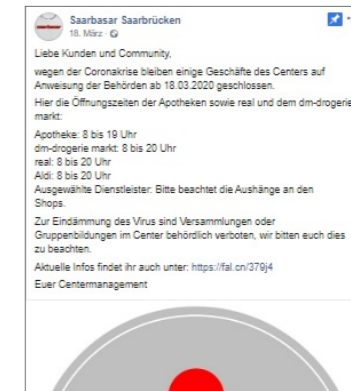 Saarbasar Saarbrücken
18. März ·
Liebe Kunden und Community,
wegen der Coronakrise bleiben einige Geschäfte des Centers auf
Anweisung der Behörden ab 18.03.2020 geschlossen.
Hier die Öffnungszeiten der Apotheken sowie real und dem dm-drogerie
markt:
Apotheke: 8 bis 19 Uhr
dm-drogerie markt: 8 bis 20 Uhr
real: 8 bis 20 Uhr
Aldi: 8 bis 20 Uhr
Ausgewählte Dienstleister: Bitte beachtet die Aushänge an den
Shops.
Zur Eindämmung des Virus sind Versammlungen oder
Gruppenbildungen im Center behördlich verboten, wir bitten euch dies
zu beachten.
Aktuelle Infos findet ihr auch unter: https://fal.cn/379j4
Euer Centermanagement